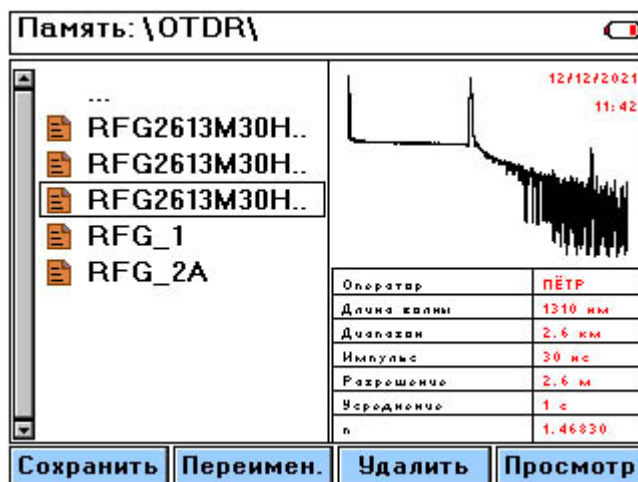 Память: \OTDR\
...
RFG2613M30H..
RFG2613M30H..
RFG2613M30H..
RFG_1
RFG_2A
12/12/2021
11:42
Оператор ПЁТР
Длина волны 1310 нм
Диапазон 2.6 км
Импульс 30 нс
Разрешение 2.6 м
Усреднение 1 с
n 1.46830
Сохранить Переимен. Удалить Просмотр